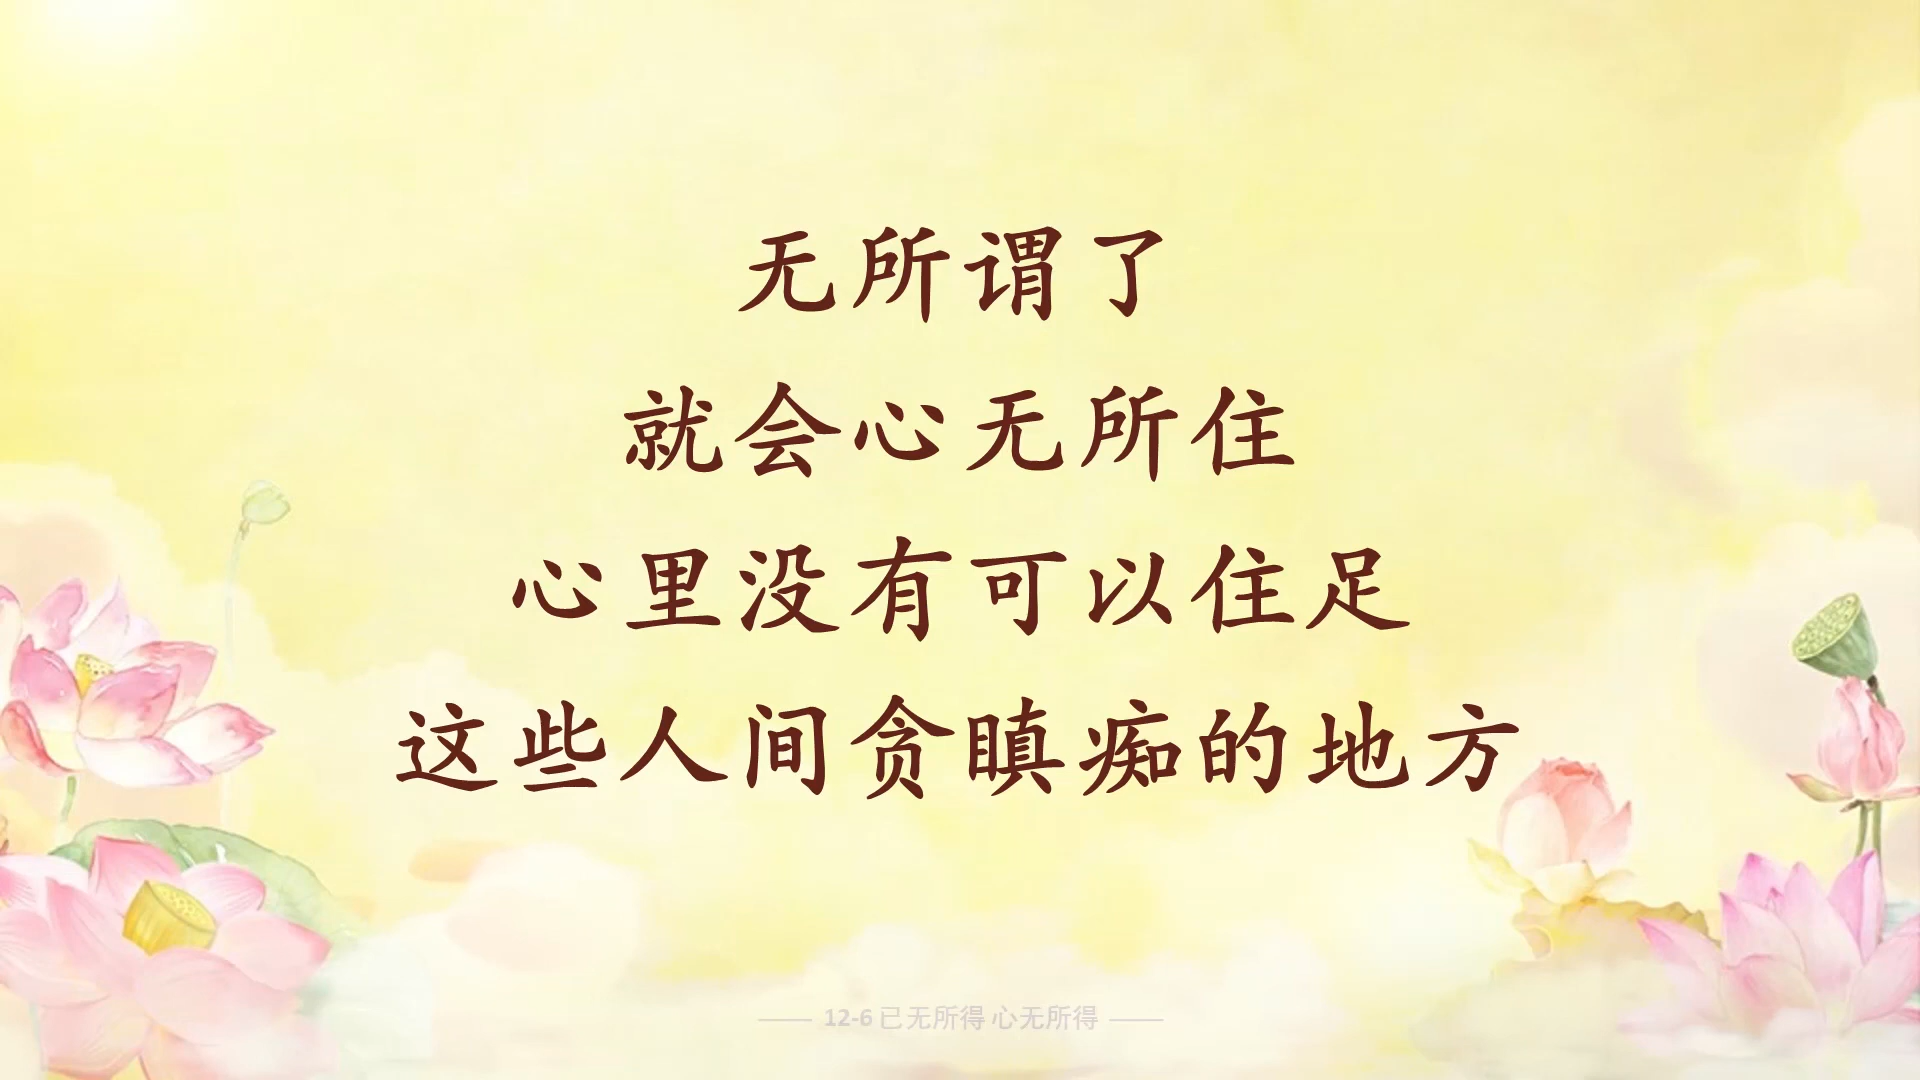 无所谓了
就会心无所住
心里没有可以住足
这些人间贪瞋痴的地方
12-6 已无所得 心无所得